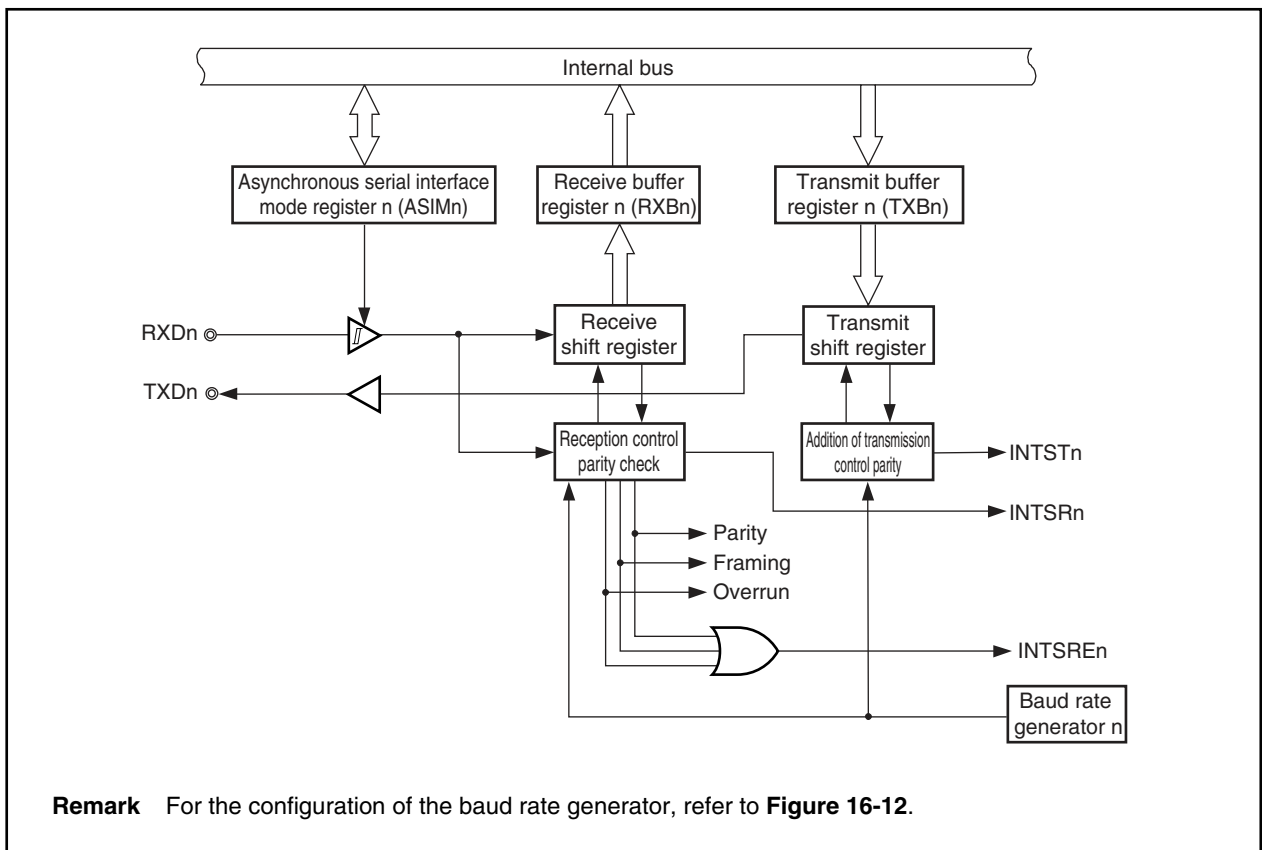 Internal bus
Asynchronous serial interface
mode register n (ASIMn)
Receive buffer
register n (RXBn)
Transmit buffer
register n (TXBn)
RXDn
Receive
shift register
Transmit
shift register
TXDn
Reception control
parity check
Addition of transmission
control parity
INTSTn
INTSRn
Parity
Framing
Overrun
INTSREn
Baud rate
generator n
Remark For the configuration of the baud rate generator, refer to Figure 16-12.